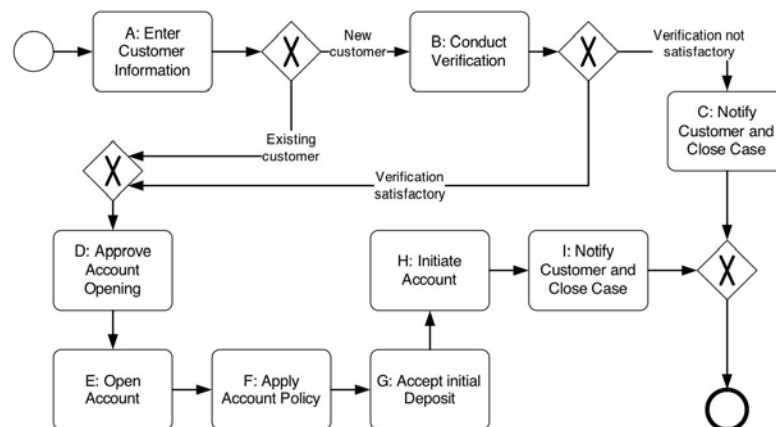 A: Enter
Customer
Information
New
customer
B: Conduct
Verification
Verification not
satisfactory
C: Notify
Customer and
Close Case
Existing
customer
Verification
satisfactory
D: Approve
Account
Opening
H: Initiate
Account
I: Notify
Customer and
Close Case
E: Open
Account
F: Apply
Account Policy
G: Accept initial
Deposit